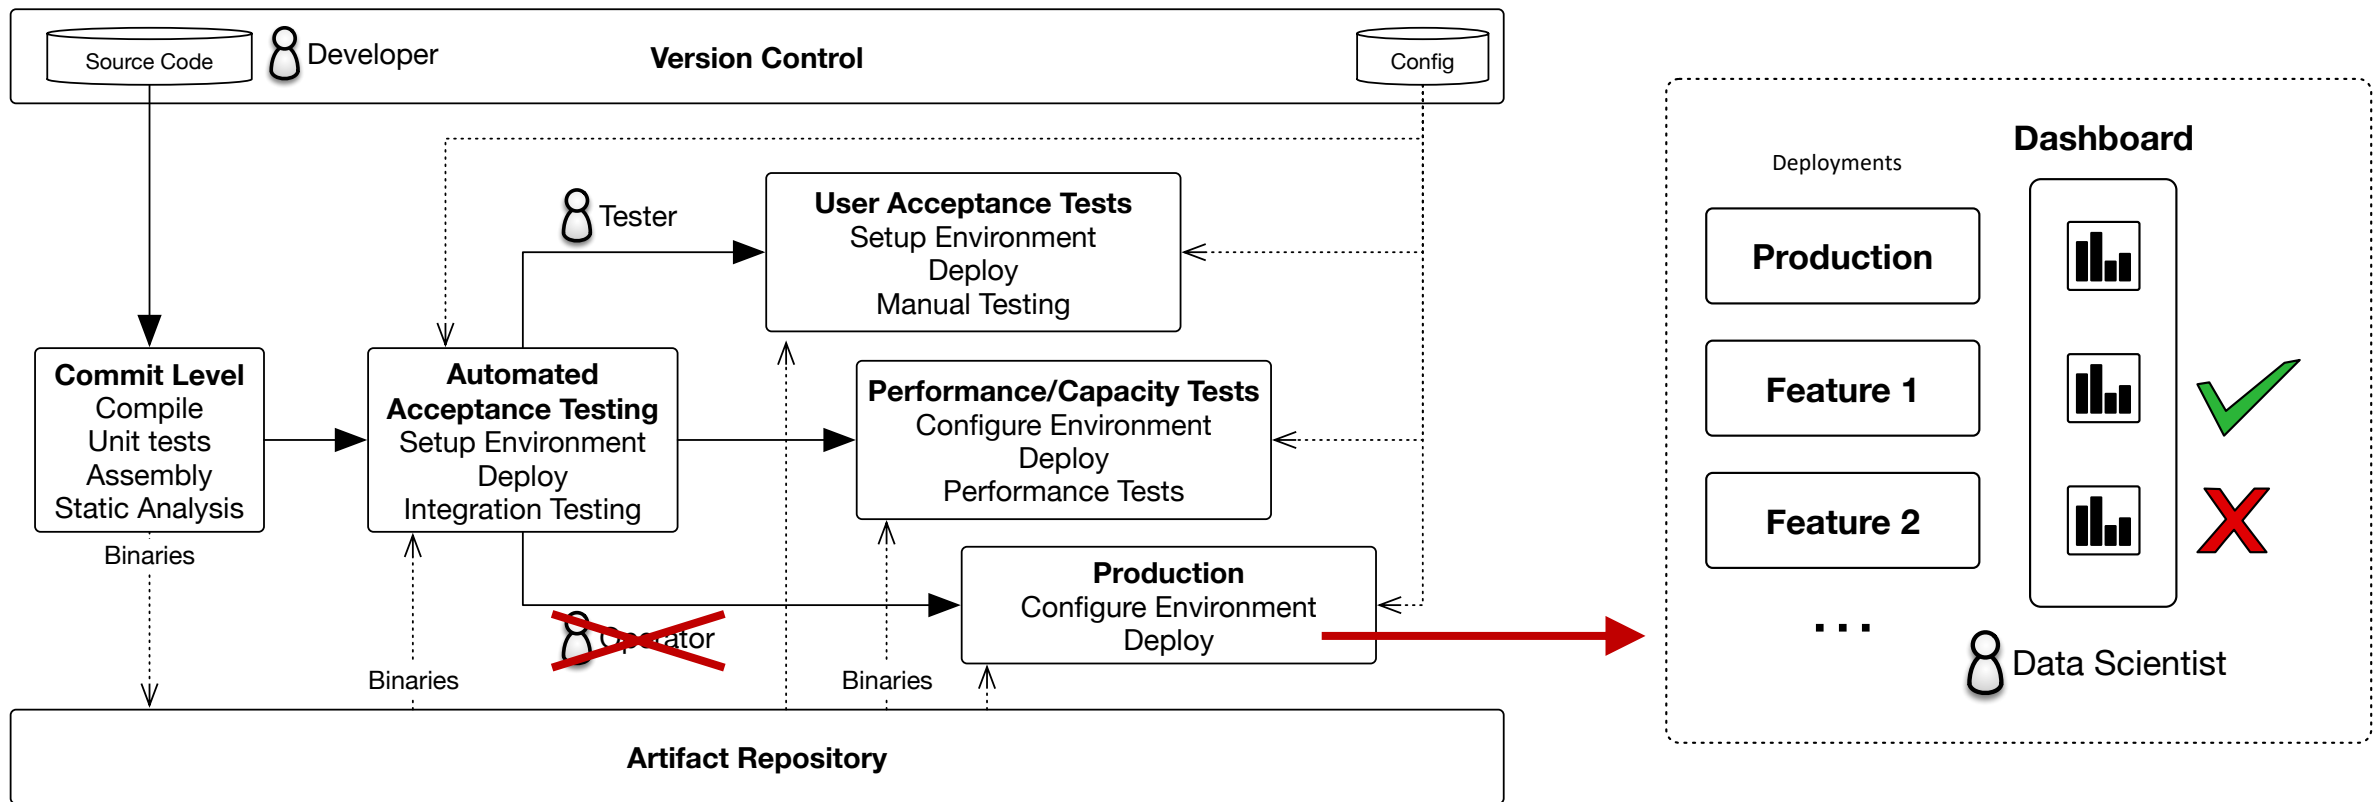 Source Code
Developer
Version Control
Config
Tester
User Acceptance Tests
Setup Environment
Deploy
Manual Testing
Commit Level
Compile
Unit tests
Assembly
Static Analysis
Automated
Acceptance Testing
Setup Environment
Deploy
Integration Testing
Performance/Capacity Tests
Configure Environment
Deploy
Performance Tests
Production
Configure Environment
Deploy
Operator
Binaries
Binaries
Binaries
Artifact Repository
Dashboard
Deployments
Production
Feature 1
Feature 2
...
Data Scientist